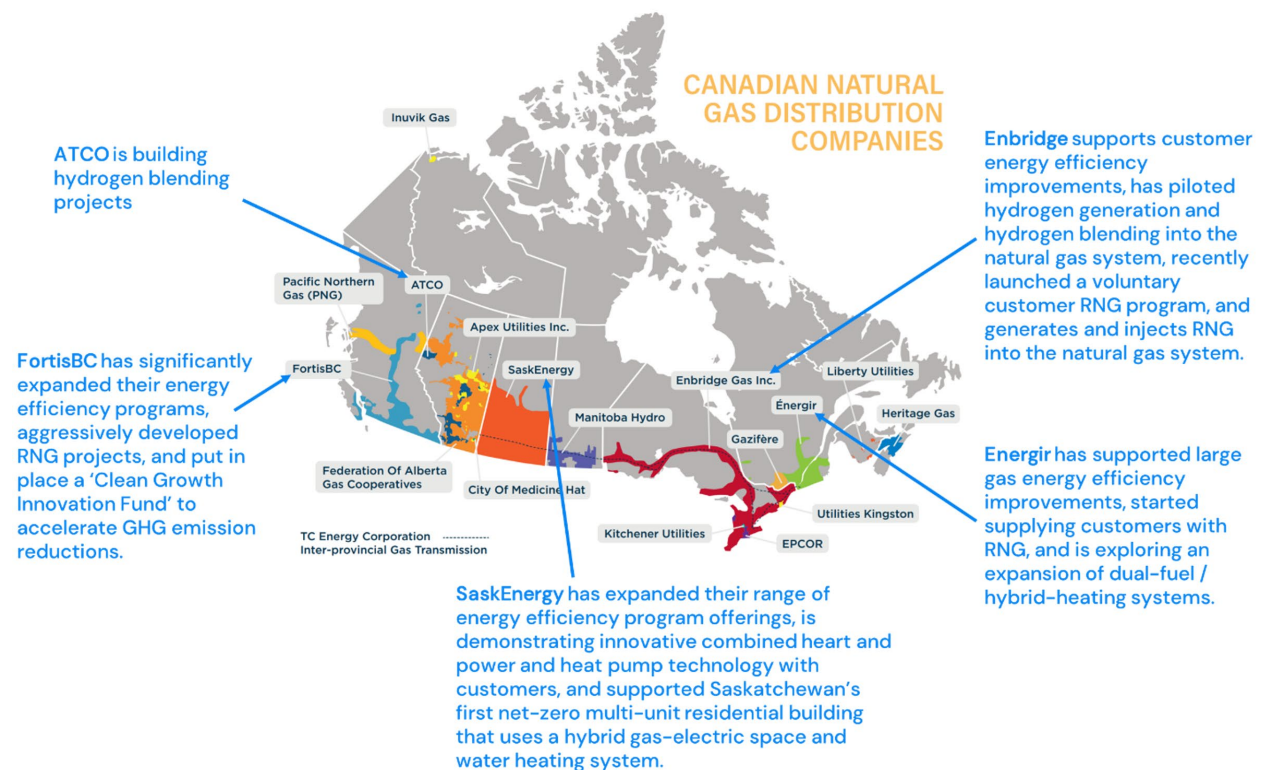 CANADIAN NATURAL
GAS DISTRIBUTION
COMPANIES
Inuvik Gas
ATCO is building
hydrogen blending
projects
Enbridge supports customer
energy efficiency
improvements, has piloted
hydrogen generation and
hydrogen blending into the
natural gas system, recently
launched a voluntary
customer RNG program, and
generates and injects RNG
into the natural gas system.
Pacific Northern
Gas (PNG)
ATCO
Apex Utilities Inc.
FortisBC has significantly
expanded their energy
efficiency programs,
aggressively developed
RNG projects, and put in
place a ‘Clean Growth
Innovation Fund’ to
accelerate GHG emission
reductions.
FortisBC
SaskEnergy
Enbridge Gas Inc.
Liberty Utilities
Manitoba Hydro
Énergir
Heritage Gas
Gazifère
Federation Of Alberta
Gas Cooperatives
City Of Medicine Hat
Utilities Kingston
Kitchener Utilities
EPCOR
TC Energy Corporation
Inter-provincial Gas Transmission
Energir has supported large
gas energy efficiency
improvements, started
supplying customers with
RNG, and is exploring an
expansion of dual-fuel /
hybrid-heating systems.
SaskEnergy has expanded their range of
energy efficiency program offerings, is
demonstrating innovative combined heart and
power and heat pump technology with
customers, and supported Saskatchewan’s
first net-zero multi-unit residential building
that uses a hybrid gas-electric space and
water heating system.